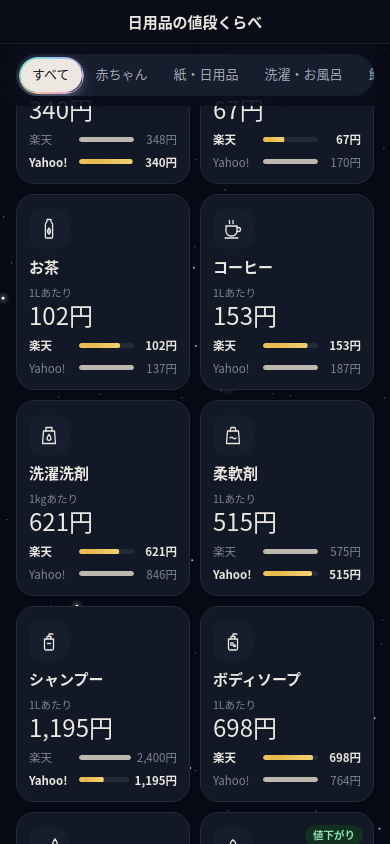 日用品の値段くらべ
すべて 赤ちゃん 紙・日用品 洗濯・お風呂
340円 67円
楽天 348円 楽天 67円
Yahoo! 340円 Yahoo! 170円
お茶 コーヒー
1Lあたり 1Lあたり
102円 153円
楽天 102円 楽天 153円
Yahoo! 137円 Yahoo! 187円
洗濯洗剤 柔軟剤
1kgあたり 1Lあたり
621円 515円
楽天 621円 楽天 575円
Yahoo! 846円 Yahoo! 515円
シャンプー ボディソープ
1Lあたり 1Lあたり
1,195円 698円
楽天 2,400円 楽天 698円
Yahoo! 1,195円 Yahoo! 764円
値下がり